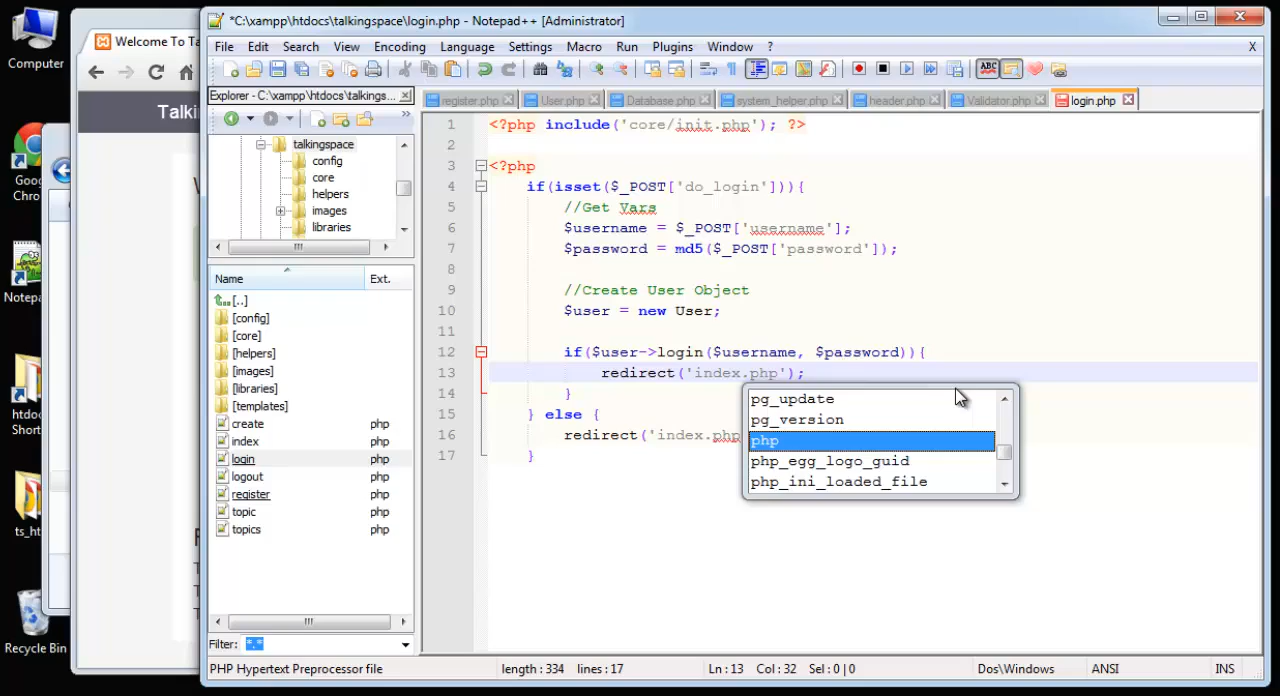 Computer
Goo
Chro
Notep
htdoc
Short
ts_ht
Recycle Bin
Welcome To Ta
Talki
*C:\xampp\htdocs\talkingspace\login.php - Notepad++ [Administrator]
File Edit Search View Encoding Language Settings Macro Run Plugins Window ? X
Explorer - C:\xampp\htdocs\talkings...
register.php User.php Database.php system_helper.php header.php Validator.php login.php
talkingspace
config
core
helpers
images
libraries
Name Ext.
[..]
[config]
[core]
[helpers]
[images]
[libraries]
[templates]
create php
index php
login php
logout php
register php
topic php
topics php
Filter: *.*
1 <?php include('core/init.php'); ?>
2
3 <?php
4 if(isset($_POST['do_login'])){
5 //Get Vars
6 $username = $_POST['username'];
7 $password = md5($_POST['password']);
8
9 //Create User Object
10 $user = new User;
11
12 if($user->login($username, $password)){
13 redirect('index.php');
14 }
15 } else {
16 redirect('index.php
17 }
pg_update
pg_version
php
php_egg_logo_guid
php_ini_loaded_file
PHP Hypertext Preprocessor file length : 334 lines : 17 Ln : 13 Col : 32 Sel : 0 | 0 Dos\Windows ANSI INS